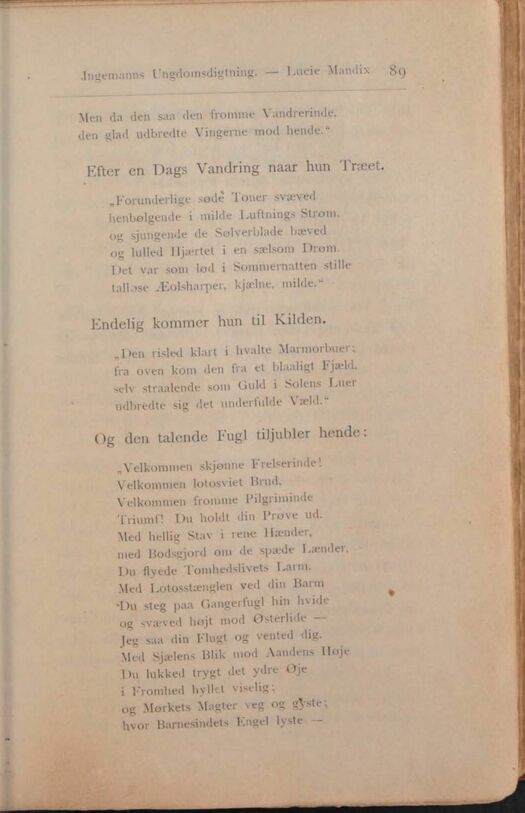 Ingemanns Ungdomsdigtning. — Lucie Mandix 89
Men da den saa den fromme Vandrerinde,
den glad udbredte Vingerne mod hende.“
Efter en Dags Vandring naar hun Træet.
„Forunderlige søde Toner svæved
henbølgende i milde Luftnings Strøm,
og sjungende de Sølverblade bæved
og lulled Hjærtet i en sælsom Drøm.
Det var som lød i Sommernatten stille
talløse Æolsharper, kjælne, milde.“
Endelig kommer hun til Kilden.
„Den risled klart i hvalte Marmorbuer;
fra oven kom den fra et blaaligt Fjæld,
selv straalende som Guld i Solens Luer
udbredte sig det underfulde Væld.“
Og den talende Fugl tiljubler hende:
„Velkommen skjønne Frelserinde!
Velkommen lotosviet Brud,
Velkommen fromme Pilgriminde
Triumf! Du holdt din Prøve ud.
Med hellig Stav i rene Hænder,
med Bodsgjord om de spæde Lænder,
Du flyede Tomhedslivets Larm.
Med Lotosstænglen ved din Barm
Du steg paa Gangerfugl hin hvide
og svæved højt mod Østerlide —
Jeg saa din Flugt og vented dig.
Med Sjælens Blik mod Aandens Høje
Du lukked trygt det ydre Øje
i Fromhed hyllet viselig;
og Mørkets Magter veg og gyste;
hvor Barnesindets Engel lyste —